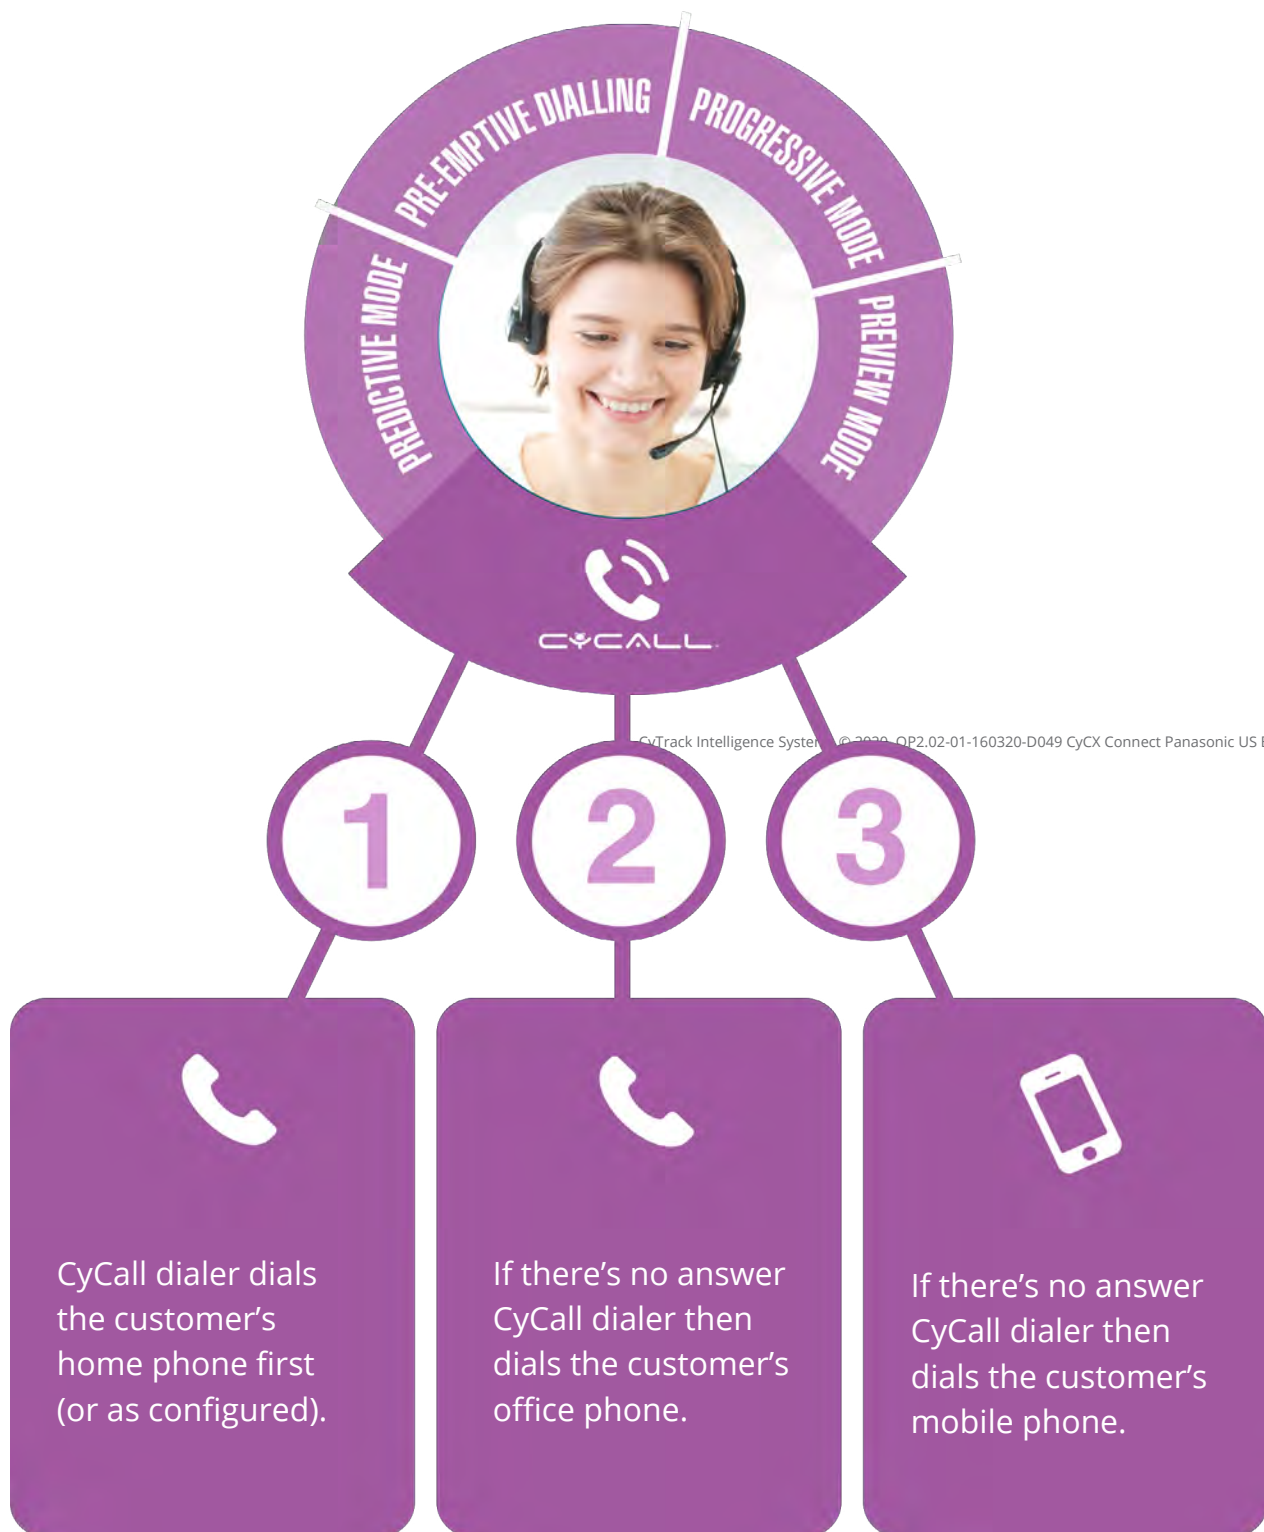 PRE-EMPTIVE DIALLING
PROGRESSIVE MODE
PREDICTIVE MODE
PREVIEW MODE
CYCALL
CyTrack Intelligence System © 2020 OP2.02-01-160320-D049 CyCX Connect Panasonic US
1
2
3
CyCall dialer dials
the customer’s
home phone first
(or as configured).
If there’s no answer
CyCall dialer then
dials the customer’s
office phone.
If there’s no answer
CyCall dialer then
dials the customer’s
mobile phone.